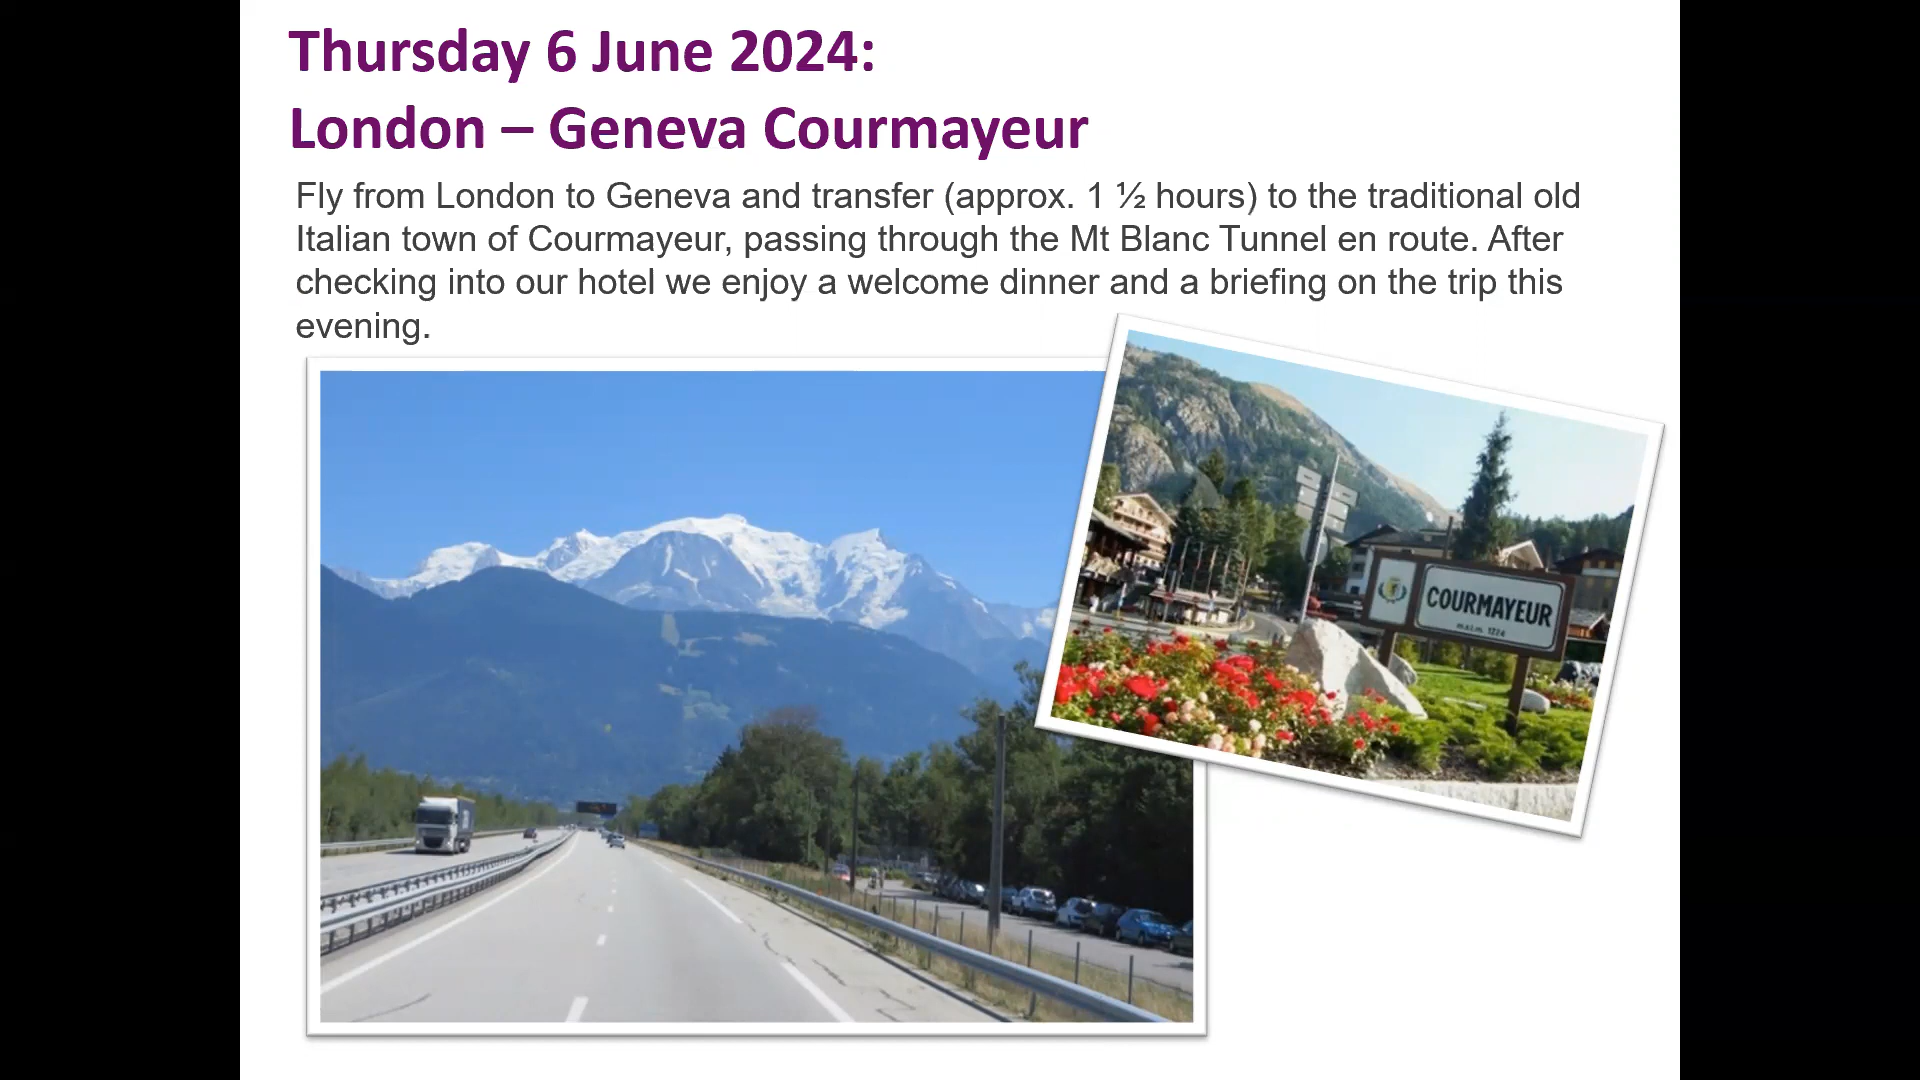 Thursday 6 June 2024:
London – Geneva Courmayeur
Fly from London to Geneva and transfer (approx. 1 ½ hours) to the traditional old
Italian town of Courmayeur, passing through the Mt Blanc Tunnel en route. After
checking into our hotel we enjoy a welcome dinner and a briefing on the trip this
evening.
COURMAYEUR
m.s.l.m. 1224